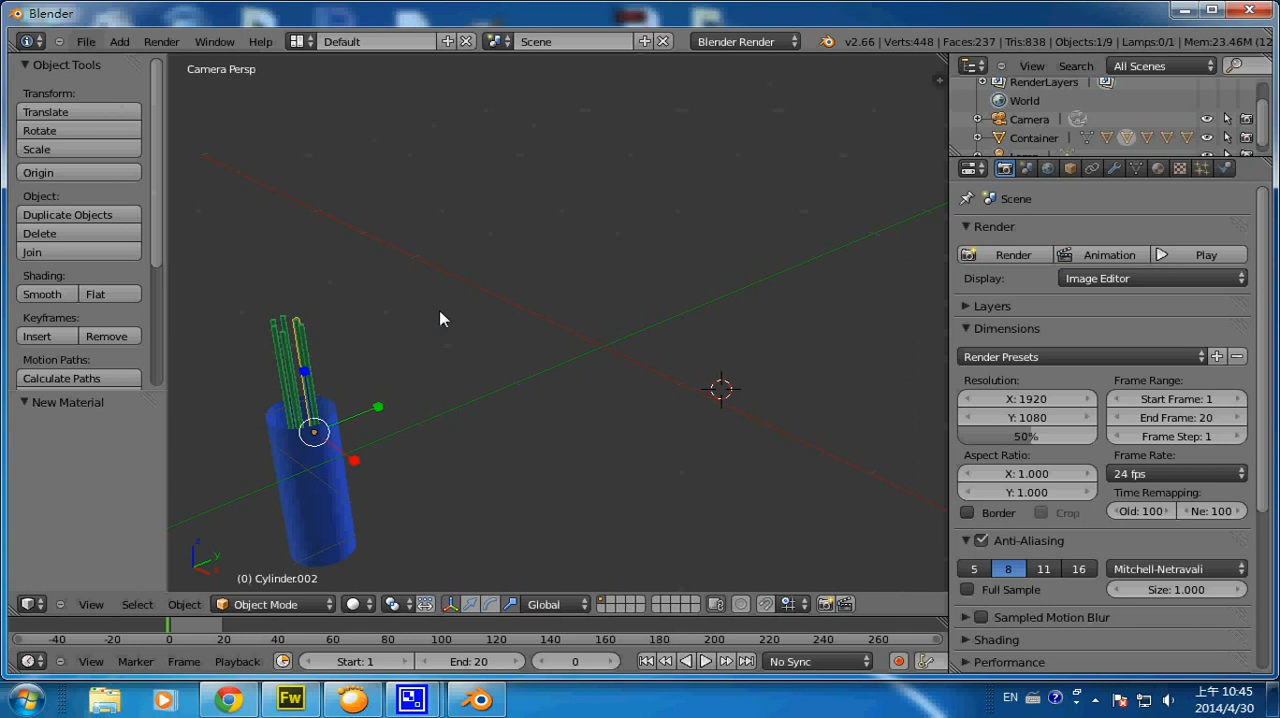 Blender
File Add Render Window Help Default Scene Blender Render v2.66 | Verts:448 | Faces:237 | Tris:838 | Objects:1/9 | Lamps:0/1 | Mem:23.46M (12
Object Tools
Transform:
Translate
Rotate
Scale
Origin
Object:
Duplicate Objects
Delete
Join
Shading:
Smooth Flat
Keyframes:
Insert Remove
Motion Paths:
Calculate Paths
New Material
Camera Persp
z
y
x
(0) Cylinder.002
View Search All Scenes
RenderLayers
World
Camera
Container
Scene
Render
Render Animation Play
Display: Image Editor
Layers
Dimensions
Render Presets
Resolution: Frame Range:
X: 1920 Start Frame: 1
Y: 1080 End Frame: 20
50% Frame Step: 1
Aspect Ratio: Frame Rate:
X: 1.000 24 fps
Y: 1.000 Time Remapping:
Border Crop Old: 100 Ne: 100
Anti-Aliasing
5 8 11 16 Mitchell-Netravali
Full Sample Size: 1.000
Sampled Motion Blur
Shading
Performance
View Select Object Object Mode Global
-40 -20 0 20 40 60 80 100 120 140 160 180 200 220 240 260
View Marker Frame Playback Start: 1 End: 20 0 No Sync
Fw EN 上午 10:45
2014/4/30